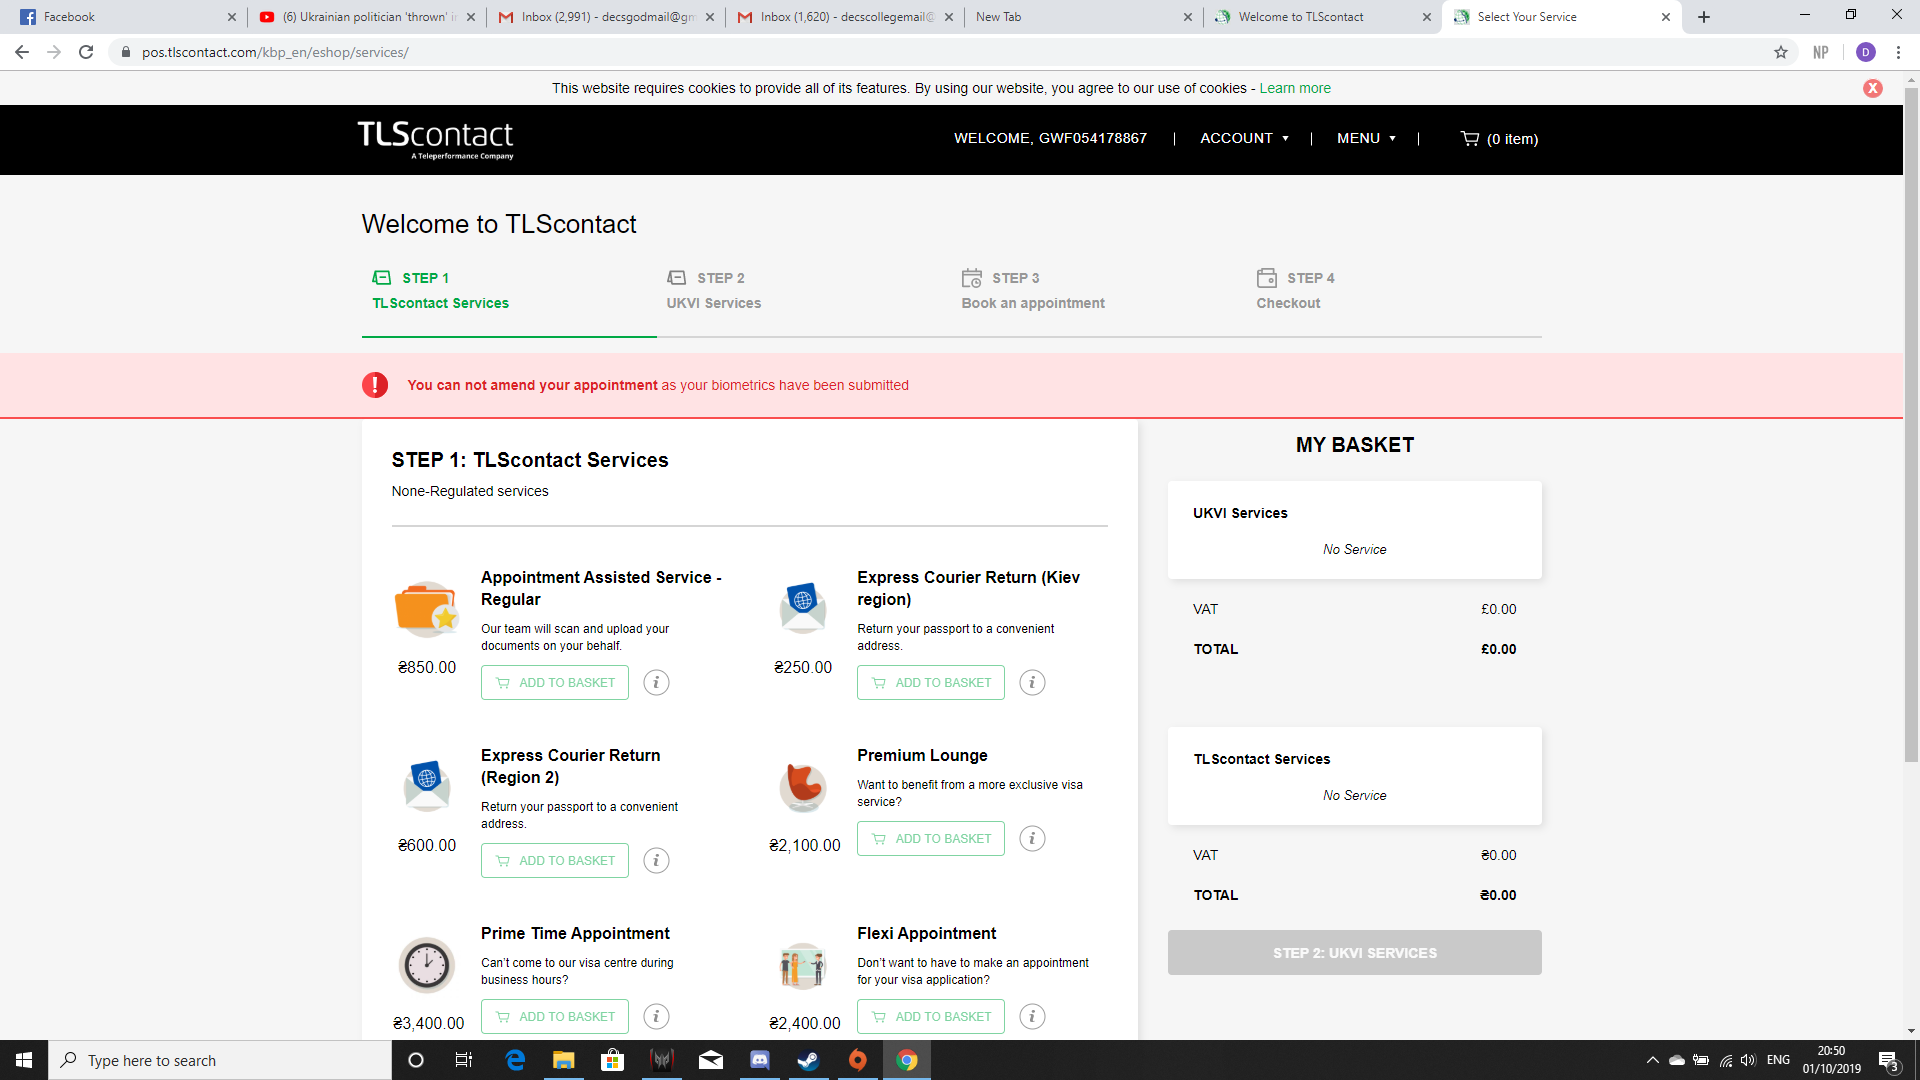 Facebook
(6) Ukrainian politician 'thrown' i
Inbox (2,991) - decsgodmail@gm
Inbox (1,620) - decscollegemail@
New Tab
Welcome to TLScontact
Select Your Service
pos.tlscontact.com/kbp_en/eshop/services/
NP
D
This website requires cookies to provide all of its features. By using our website, you agree to our use of cookies - Learn more
X
TLScontact
A Teleperformance Company
WELCOME, GWF054178867 | ACCOUNT | MENU | (0 item)
Welcome to TLScontact
STEP 1
TLScontact Services
STEP 2
UKVI Services
STEP 3
Book an appointment
STEP 4
Checkout
You can not amend your appointment as your biometrics have been submitted
STEP 1: TLScontact Services
None-Regulated services
Appointment Assisted Service -
Regular
Our team will scan and upload your
documents on your behalf.
₴850.00
ADD TO BASKET
i
Express Courier Return (Kiev
region)
Return your passport to a convenient
address.
₴250.00
ADD TO BASKET
i
Express Courier Return
(Region 2)
Return your passport to a convenient
address.
₴600.00
ADD TO BASKET
i
Premium Lounge
Want to benefit from a more exclusive visa
service?
₴2,100.00
ADD TO BASKET
i
Prime Time Appointment
Can't come to our visa centre during
business hours?
₴3,400.00
ADD TO BASKET
i
Flexi Appointment
Don't want to have to make an appointment
for your visa application?
₴2,400.00
ADD TO BASKET
i
MY BASKET
UKVI Services
No Service
VAT £0.00
TOTAL £0.00
TLScontact Services
No Service
VAT ₴0.00
TOTAL ₴0.00
STEP 2: UKVI SERVICES
Type here to search
ENG
20:50
01/10/2019
3